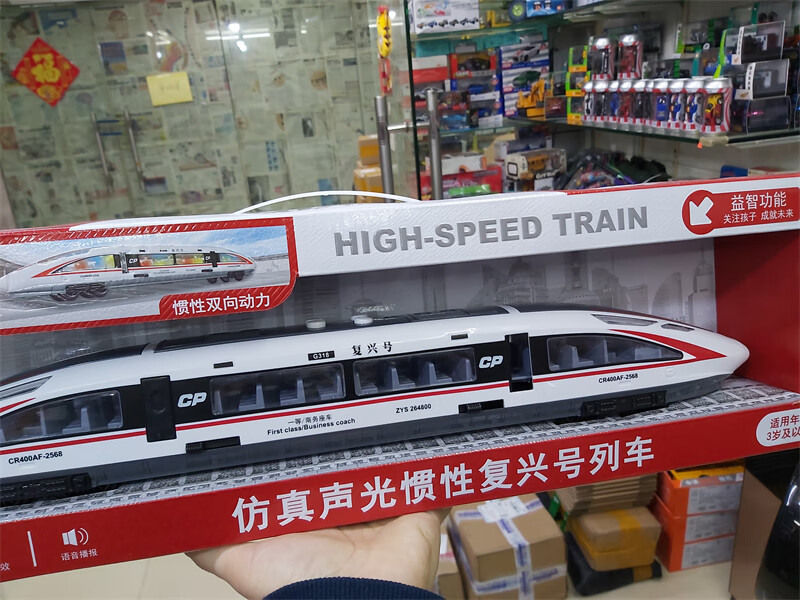 福
HIGH-SPEED TRAIN
益智功能
关注孩子 成就未来
惯性双向动力
CP
G318
复兴号
CP
CP
CR400AF-2568
一等/商务座车
First class/Business coach
ZYS 264800
CR400AF-2568
仿真声光惯性复兴号列车
适用年
3岁及以
效
语音播报